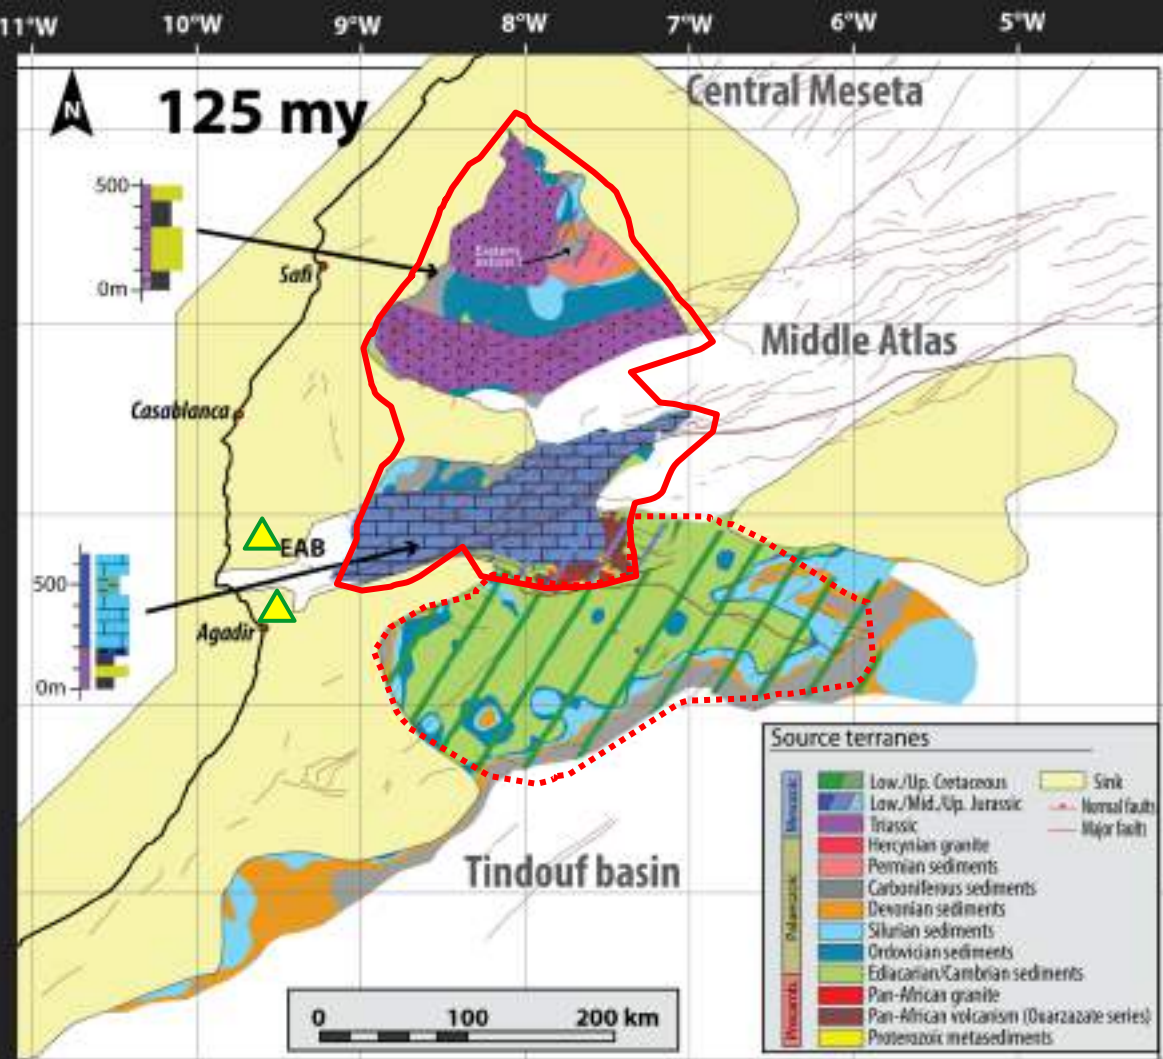 11°W 10°W 9°W 8°W 7°W 6°W 5°W
N
125 my
Central Meseta
500
0m
Safi
Middle Atlas
Casablanca
EAB
500
0m
Agadir
Tindouf basin
0 100 200 km
Source terranes
Low./Up. Cretaceous
Low./Mid./Up. Jurassic
Triassic
Hercynian granite
Permian sediments
Carboniferous sediments
Devonian sediments
Silurian sediments
Ordovician sediments
Ediacarian/Cambrian sediments
Pan-African granite
Pan-African volcanism (Ouarzazate series)
Proterozoic metasediments
Sink
Normal faults
Major faults